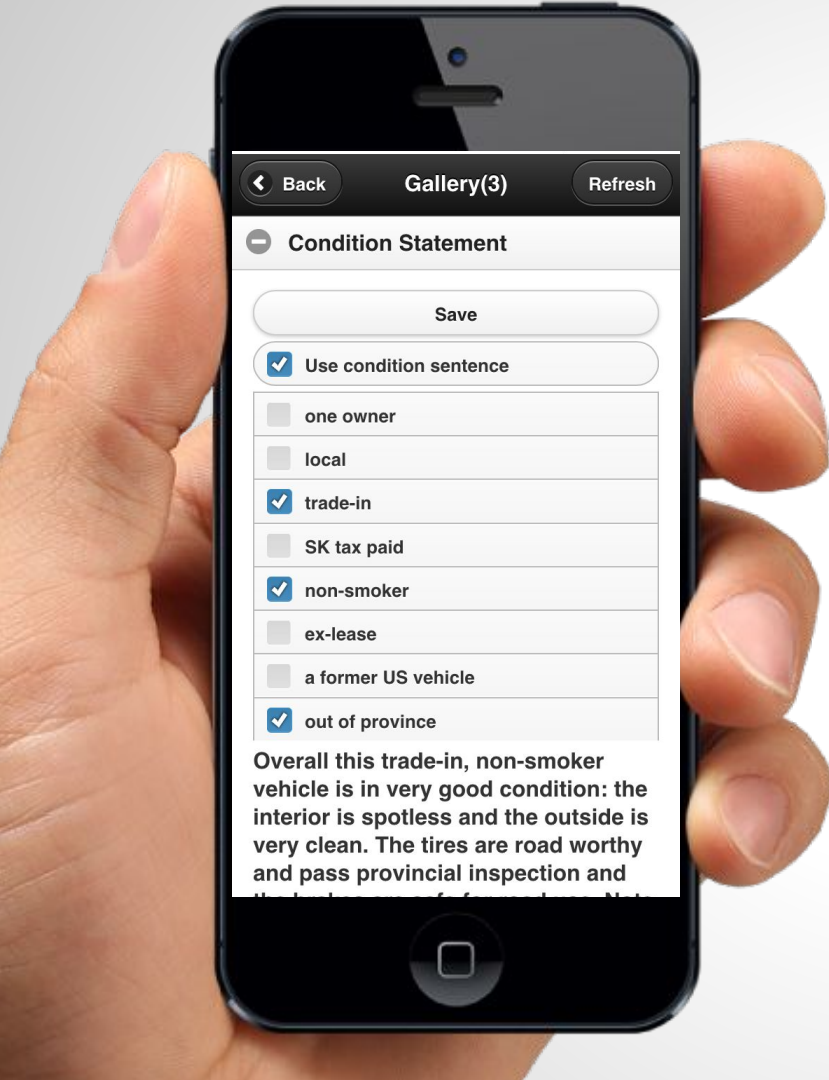 Back
Gallery(3)
Refresh
Condition Statement
Save
Use condition sentence
one owner
local
trade-in
SK tax paid
non-smoker
ex-lease
a former US vehicle
out of province
Overall this trade-in, non-smoker
vehicle is in very good condition: the
interior is spotless and the outside is
very clean. The tires are road worthy
and pass provincial inspection and